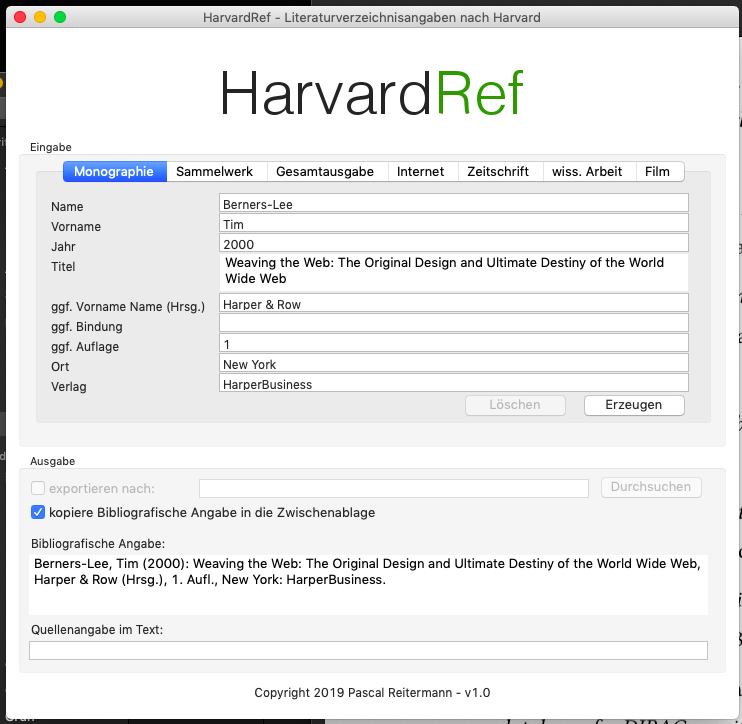 HarvardRef - Literaturverzeichnisangaben nach Harvard
HarvardRef
Eingabe
Monographie Sammelwerk Gesamtausgabe Internet Zeitschrift wiss. Arbeit Film
Name Berners-Lee
Vorname Tim
Jahr 2000
Titel Weaving the Web: The Original Design and Ultimate Destiny of the World
Wide Web
ggf. Vorname Name (Hrsg.) Harper & Row
ggf. Bindung
ggf. Auflage 1
Ort New York
Verlag HarperBusiness
Löschen Erzeugen
Ausgabe
exportieren nach: Durchsuchen
kopiere Bibliografische Angabe in die Zwischenablage
Bibliografische Angabe:
Berners-Lee, Tim (2000): Weaving the Web: The Original Design and Ultimate Destiny of the World Wide Web,
Harper & Row (Hrsg.), 1. Aufl., New York: HarperBusiness.
Quellenangabe im Text:
Copyright 2019 Pascal Reitermann - v1.0